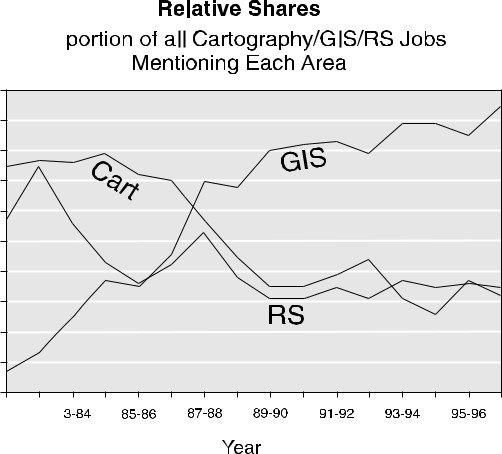 Relative Shares
portion of all Cartography/GIS/RS Jobs
Mentioning Each Area
GIS
Cart
RS
3-84 85-86 87-88 89-90 91-92 93-94 95-96
Year